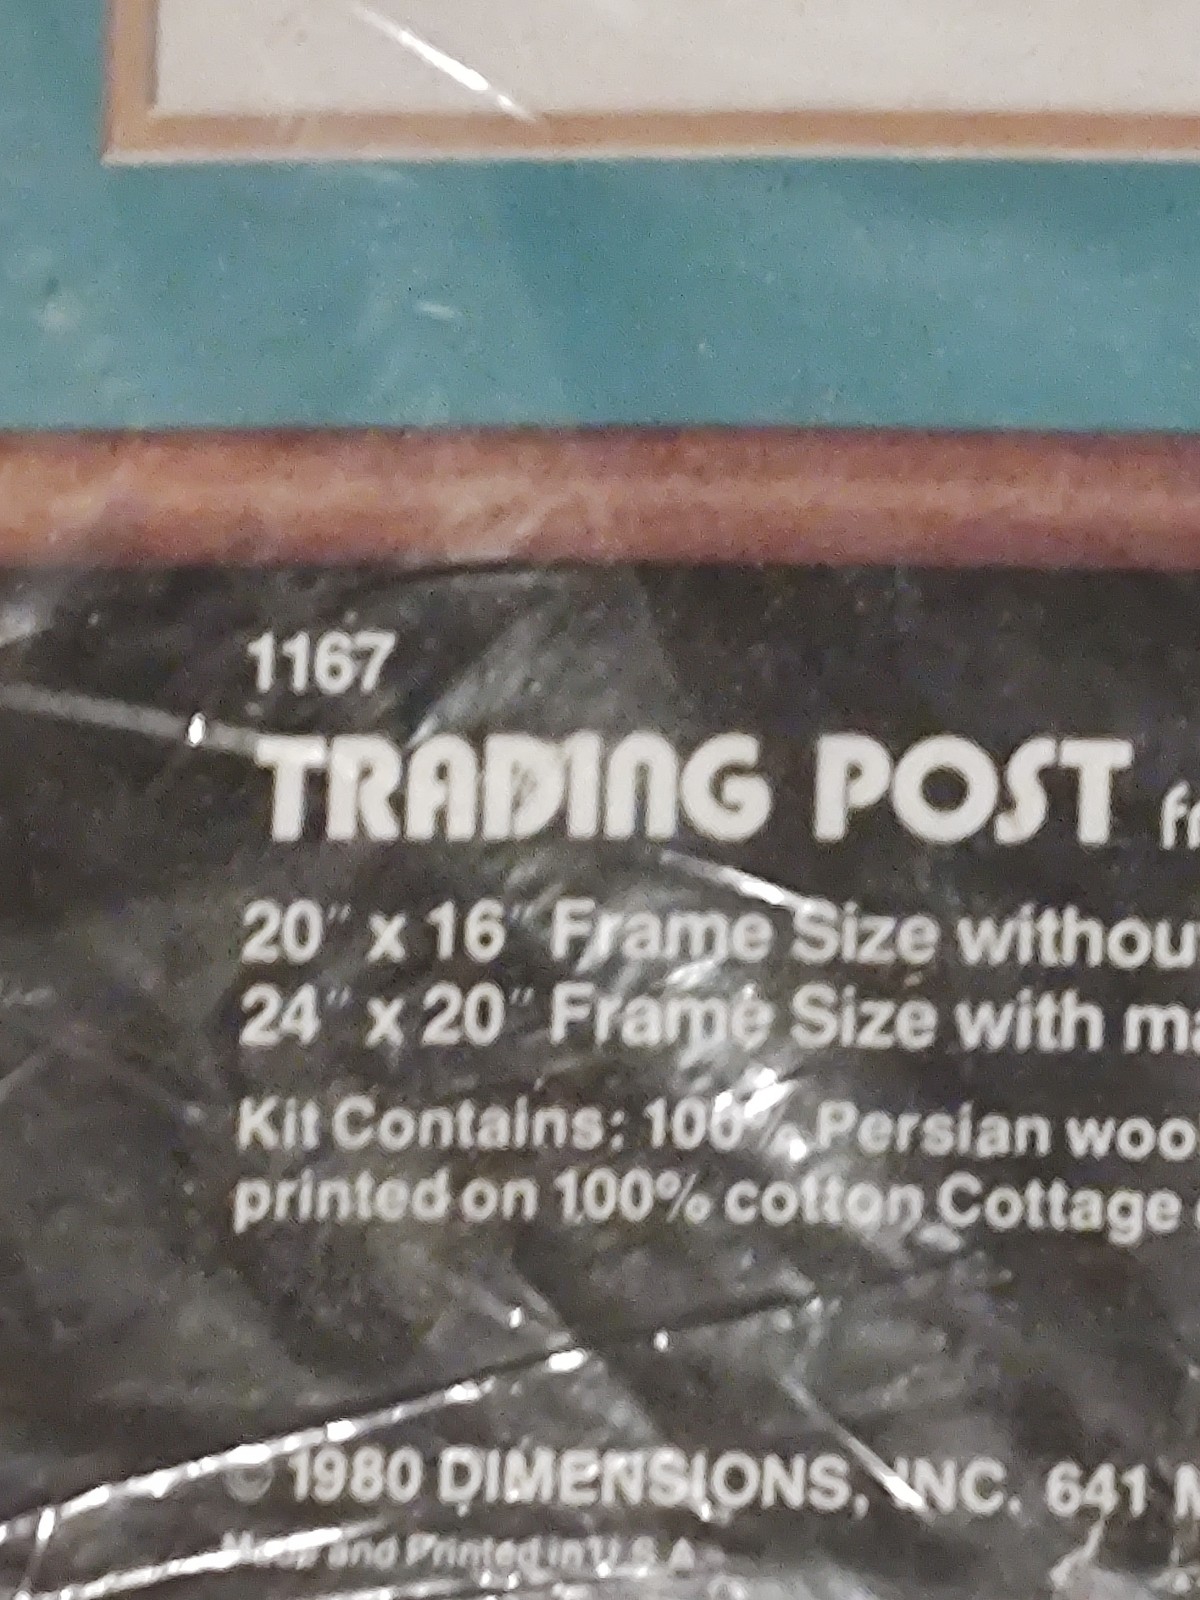 1167
TRADING POST
20" x 16" Frame Size
24" x 20" Frame Size with
Kit Contains: 100% Persian
printed on 100% cotton Cottage
© 1980 DIMENSIONS, INC. 641
Made and Printed in U.S.A.